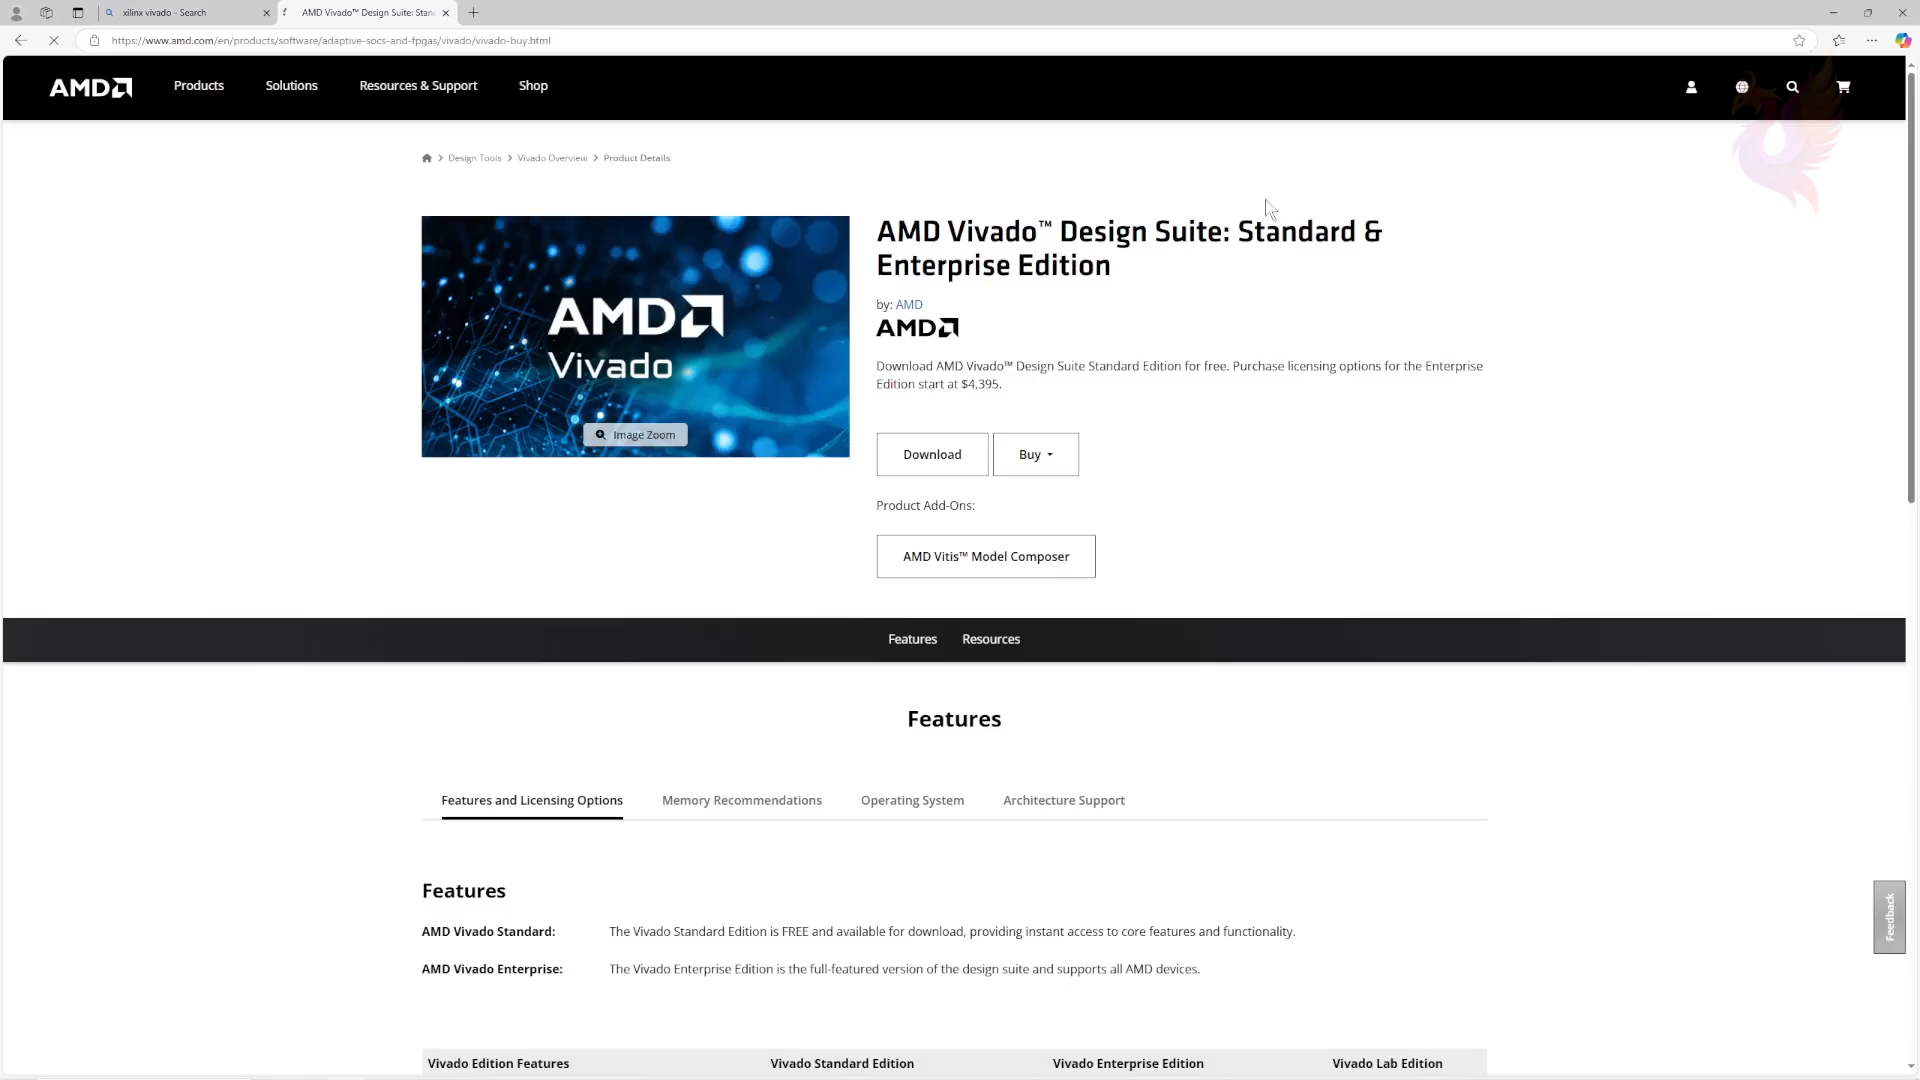 xilinx vivado - Search
AMD Vivado™ Design Suite: Stan
https://www.amd.com/en/products/software/adaptive-socs-and-fpgas/vivado/vivado-buy.html
AMD
Products
Solutions
Resources & Support
Shop
Design Tools
Vivado Overview
Product Details
AMD
Vivado
Image Zoom
AMD Vivado™ Design Suite: Standard &
Enterprise Edition
by: AMD
AMD
Download AMD Vivado™ Design Suite Standard Edition for free. Purchase licensing options for the Enterprise
Edition start at $4,395.
Download
Buy
Product Add-Ons:
AMD Vitis™ Model Composer
Features
Resources
Features
Features and Licensing Options
Memory Recommendations
Operating System
Architecture Support
Features
AMD Vivado Standard:
The Vivado Standard Edition is FREE and available for download, providing instant access to core features and functionality.
AMD Vivado Enterprise:
The Vivado Enterprise Edition is the full-featured version of the design suite and supports all AMD devices.
Feedback
Vivado Edition Features
Vivado Standard Edition
Vivado Enterprise Edition
Vivado Lab Edition